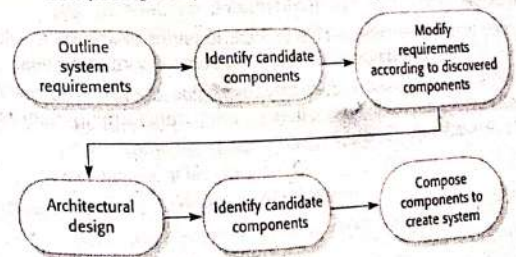 Outline
system
requirements
Identify candidate
components
Modify
requirements
according to discovered
components
Architectural
design
Identify candidate
components
Compose
components to
create system